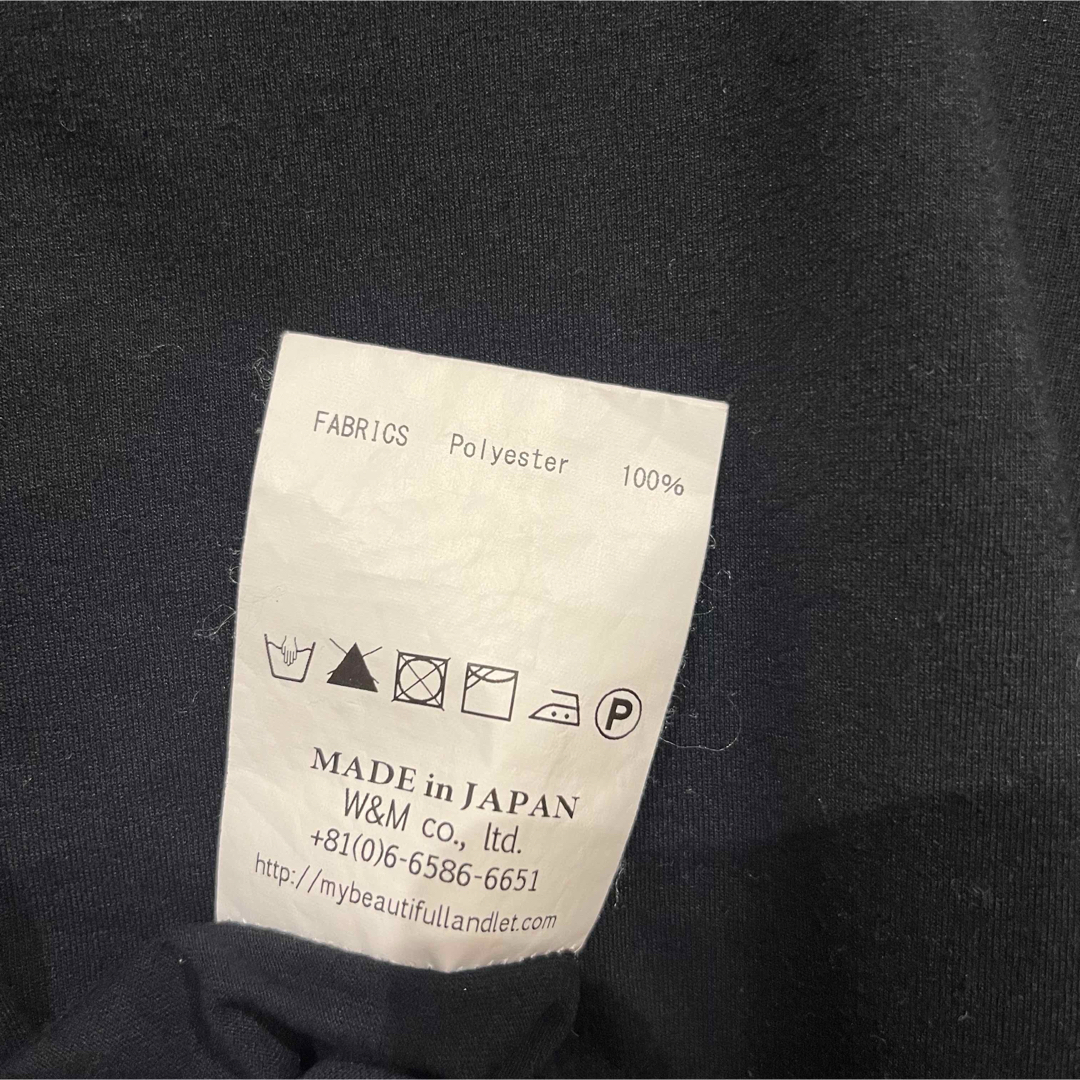 FABRICS Polyester 100%
P
MADE in JAPAN
W&M co., ltd.
+81(0)6-6586-6651
http://mybeautifullandlet.com